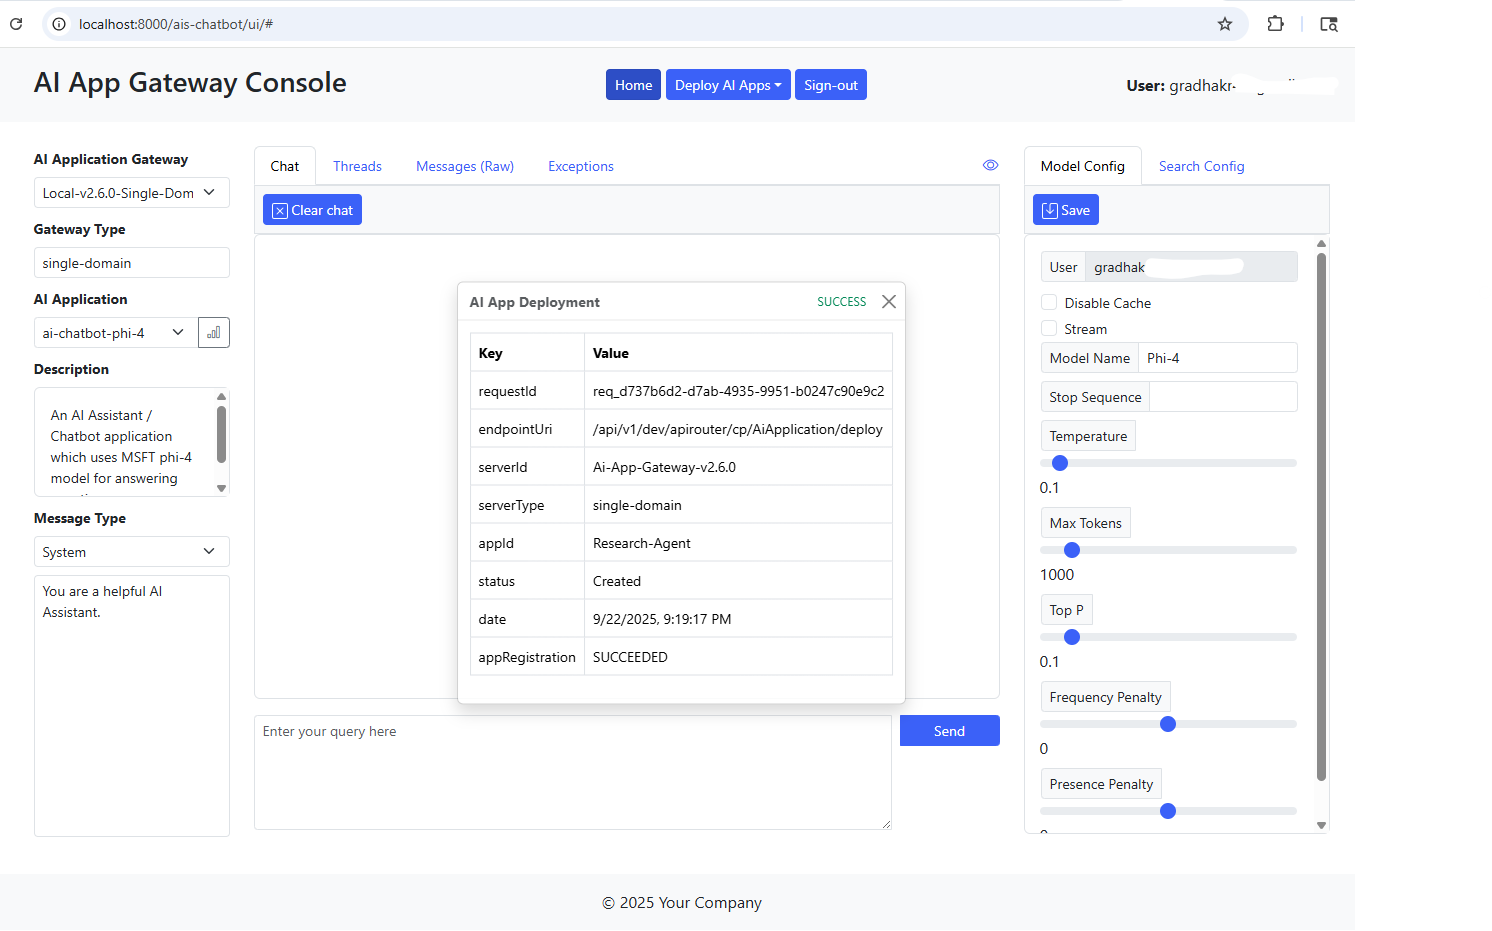 localhost:8000/ais-chatbot/ui/#
AI App Gateway Console
Home
Deploy AI Apps
Sign-out
User: gradhakr
AI Application Gateway
Local-v2.6.0-Single-Dom
Gateway Type
single-domain
AI Application
ai-chatbot-phi-4
Description
An AI Assistant /
Chatbot application
which uses MSFT phi-4
model for answering
Message Type
System
You are a helpful AI
Assistant.
Chat
Threads
Messages (Raw)
Exceptions
Clear chat
AI App Deployment
SUCCESS
Key Value
requestId req_d737b6d2-d7ab-4935-9951-b0247c90e9c2
endpointUri /api/v1/dev/apirouter/cp/AiApplication/deploy
serverId Ai-App-Gateway-v2.6.0
serverType single-domain
appId Research-Agent
status Created
date 9/22/2025, 9:19:17 PM
appRegistration SUCCEEDED
Enter your query here
Send
Model Config
Search Config
Save
User gradhak
Disable Cache
Stream
Model Name Phi-4
Stop Sequence
Temperature
0.1
Max Tokens
1000
Top P
0.1
Frequency Penalty
0
Presence Penalty
© 2025 Your Company